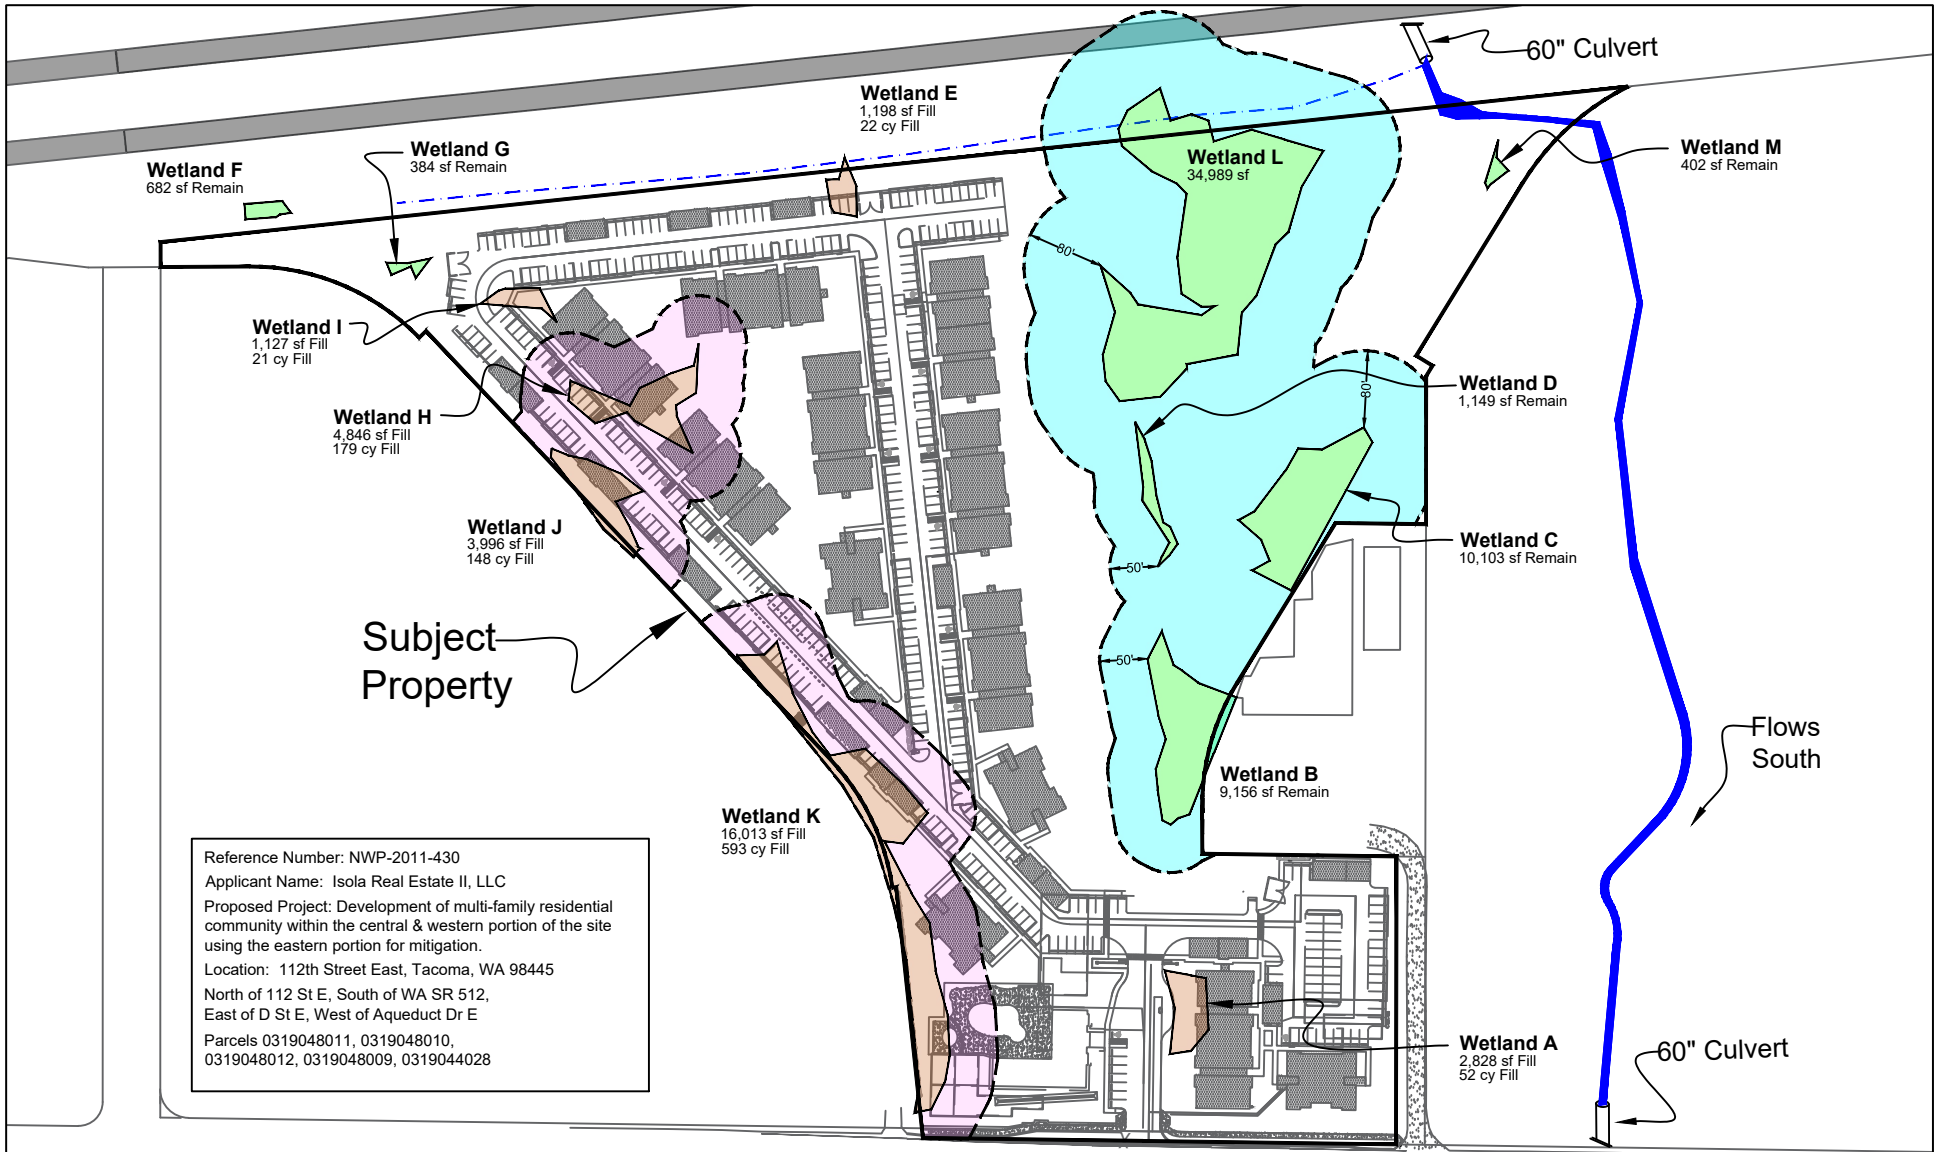 60" Culvert
Wetland E
1,198 sf Fill
22 cy Fill
Wetland G
384 sf Remain
Wetland F
682 sf Remain
Wetland L
34,989 sf
Wetland M
402 sf Remain
80'
Wetland I
1,127 sf Fill
21 cy Fill
Wetland H
4,846 sf Fill
179 cy Fill
80'
Wetland D
1,149 sf Remain
Wetland J
3,996 sf Fill
148 cy Fill
Wetland C
10,103 sf Remain
50'
Subject
Property
50'
Flows
South
Wetland B
9,156 sf Remain
Wetland K
16,013 sf Fill
593 cy Fill
Reference Number: NWP-2011-430
Applicant Name: Isola Real Estate II, LLC
Proposed Project: Development of multi-family residential
community within the central & western portion of the site
using the eastern portion for mitigation.
Location: 112th Street East, Tacoma, WA 98445
North of 112 St E, South of WA SR 512,
East of D St E, West of Aqueduct Dr E
Parcels 0319048011, 0319048010,
0319048012, 0319048009, 0319044028
Wetland A
2,828 sf Fill
52 cy Fill
60" Culvert